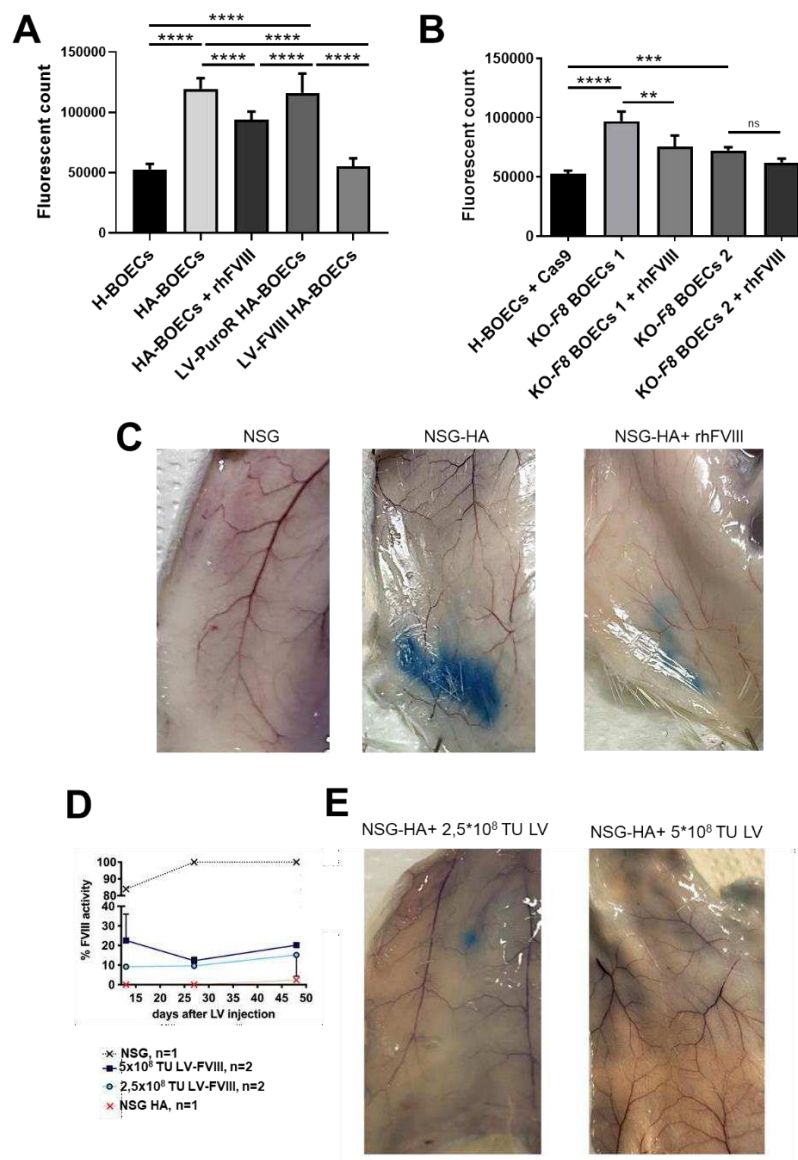 A
****
****
****
****
****
****
****
Fluorescent count
150000
100000
50000
0
H-BOECs
HA-BOECs
HA-BOECs + rhFVIII
LV-PuroR HA-BOECs
LV-FVIII HA-BOECs
B
***
****
**
ns
Fluorescent count
150000
100000
50000
0
H-BOECs + Cas9
KO-F8 BOECs 1
KO-F8 BOECs 1 + rhFVIII
KO-F8 BOECs 2
KO-F8 BOECs 2 + rhFVIII
C
NSG
NSG-HA
NSG-HA+ rhFVIII
D
% FVIII activity
100
90
80
40
30
20
10
0
15 20 25 30 35 40 45 50
days after LV injection
NSG, n=1
5x10⁸ TU LV-FVIII, n=2
2,5x10⁸ TU LV-FVIII, n=2
NSG HA, n=1
E
NSG-HA+ 2,5*10⁸ TU LV
NSG-HA+ 5*10⁸ TU LV